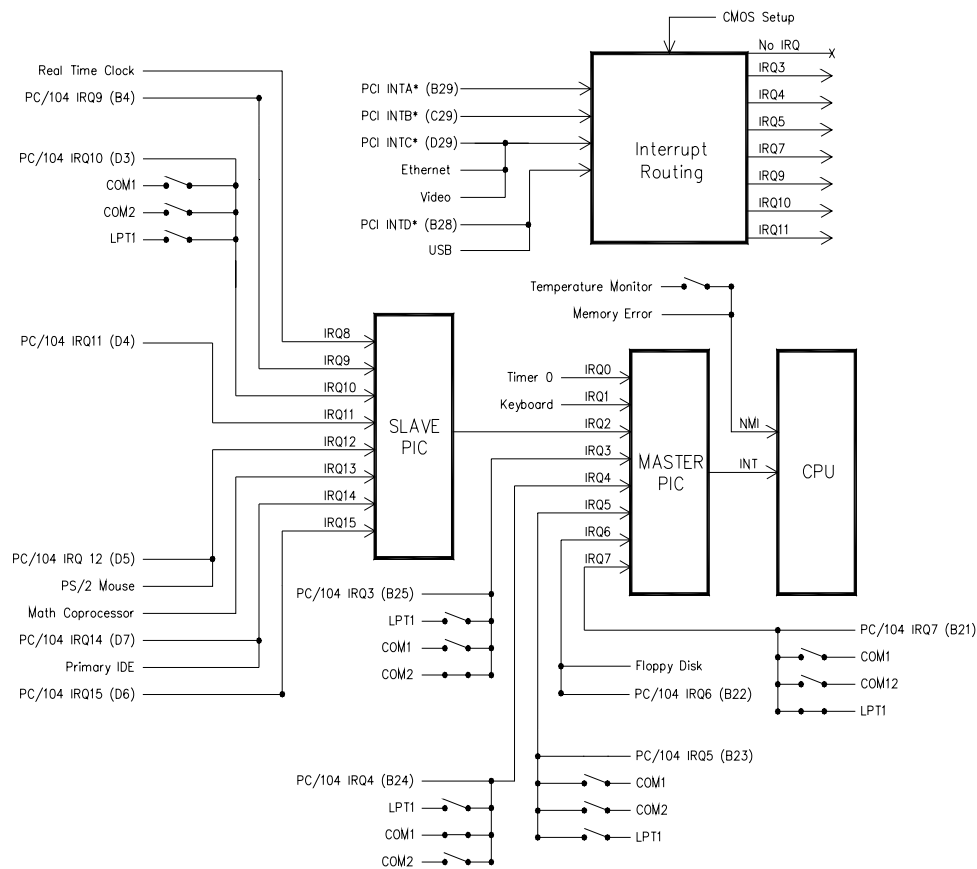 CMOS Setup
No IRQ
IRQ3
IRQ4
IRQ5
IRQ7
IRQ9
IRQ10
IRQ11
Interrupt
Routing
PCI INTA* (B29)
PCI INTB* (C29)
PCI INTC* (D29)
Ethernet
Video
PCI INTD* (B28)
USB
Real Time Clock
PC/104 IRQ9 (B4)
PC/104 IRQ10 (D3)
COM1
COM2
LPT1
PC/104 IRQ11 (D4)
IRQ8
IRQ9
IRQ10
IRQ11
IRQ12
IRQ13
IRQ14
IRQ15
SLAVE
PIC
PC/104 IRQ 12 (D5)
PS/2 Mouse
Math Coprocessor
PC/104 IRQ14 (D7)
Primary IDE
PC/104 IRQ15 (D6)
Temperature Monitor
Memory Error
Timer 0
Keyboard
IRQ0
IRQ1
IRQ2
IRQ3
IRQ4
IRQ5
IRQ6
IRQ7
MASTER
PIC
NMI
INT
CPU
PC/104 IRQ3 (B25)
LPT1
COM1
COM2
PC/104 IRQ4 (B24)
LPT1
COM1
COM2
Floppy Disk
PC/104 IRQ6 (B22)
PC/104 IRQ5 (B23)
COM1
COM2
LPT1
PC/104 IRQ7 (B21)
COM1
COM12
LPT1